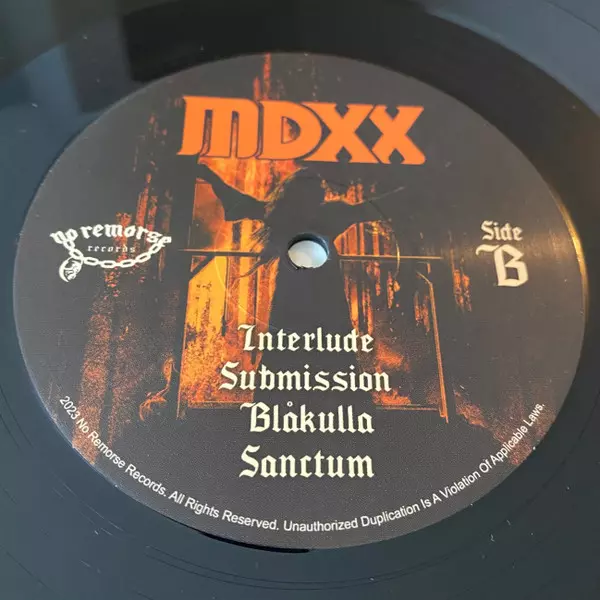 MDXX
no remorse
records
Side
B
Interlude
Submission
Blåkulla
Sanctum
2023 No Remorse Records. All Rights Reserved. Unauthorized Duplication Is A Violation Of Applicable Laws.